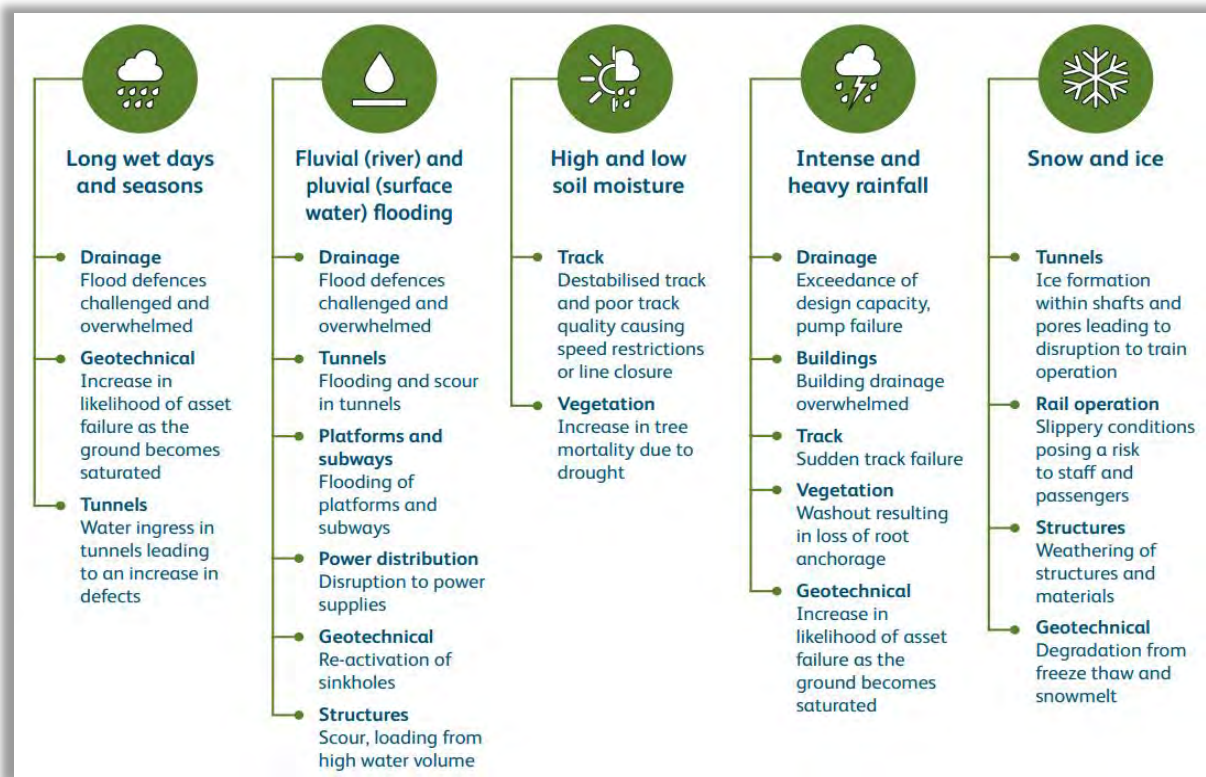 Long wet days
and seasons
Drainage
Flood defences
challenged and
overwhelmed
Geotechnical
Increase in
likelihood of asset
failure as the
ground becomes
saturated
Tunnels
Water ingress in
tunnels leading
to an increase in
defects
Fluvial (river) and
pluvial (surface
water) flooding
Drainage
Flood defences
challenged and
overwhelmed
Tunnels
Flooding and scour
in tunnels
Platforms and
subways
Flooding of
platforms and
subways
Power distribution
Disruption to power
supplies
Geotechnical
Re-activation of
sinkholes
Structures
Scour, loading from
high water volume
High and low
soil moisture
Track
Destabilised track
and poor track
quality causing
speed restrictions
or line closure
Vegetation
Increase in tree
mortality due to
drought
Intense and
heavy rainfall
Drainage
Exceedance of
design capacity,
pump failure
Buildings
Building drainage
overwhelmed
Track
Sudden track failure
Vegetation
Washout resulting
in loss of root
anchorage
Geotechnical
Increase in
likelihood of asset
failure as the
ground becomes
saturated
Snow and ice
Tunnels
Ice formation
within shafts and
pores leading to
disruption to train
operation
Rail operation
Slippery conditions
posing a risk
to staff and
passengers
Structures
Weathering of
structures and
materials
Geotechnical
Degradation from
freeze thaw and
snowmelt